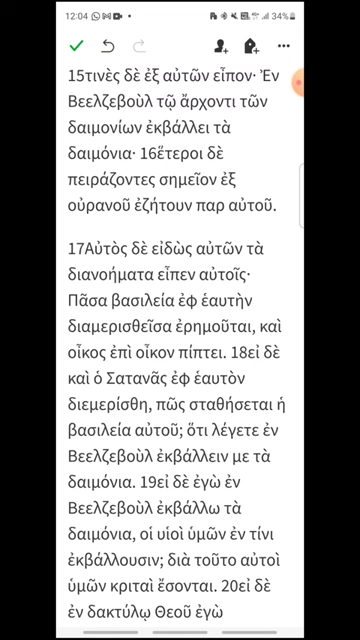 12:04
34%
15τινὲς δὲ ἐξ αὐτῶν εἶπον· Ἐν
Βεελζεβοὺλ τῷ ἄρχοντι τῶν
δαιμονίων ἐκβάλλει τὰ
δαιμόνια· 16ἕτεροι δὲ
πειράζοντες σημεῖον ἐξ
οὐρανοῦ ἐζήτουν παρ αὐτοῦ.
17Αὐτὸς δὲ εἰδὼς αὐτῶν τὰ
διανοήματα εἶπεν αὐτοῖς·
Πᾶσα βασιλεία ἐφ ἑαυτὴν
διαμερισθεῖσα ἐρημοῦται, καὶ
οἶκος ἐπὶ οἶκον πίπτει. 18εἰ δὲ
καὶ ὁ Σατανᾶς ἐφ ἑαυτὸν
διεμερίσθη, πῶς σταθήσεται ἡ
βασιλεία αὐτοῦ; ὅτι λέγετε ἐν
Βεελζεβοὺλ ἐκβάλλειν με τὰ
δαιμόνια. 19εἰ δὲ ἐγὼ ἐν
Βεελζεβοὺλ ἐκβάλλω τὰ
δαιμόνια, οἱ υἱοὶ ὑμῶν ἐν τίνι
ἐκβάλλουσιν; διὰ τοῦτο αὐτοὶ
ὑμῶν κριταὶ ἔσονται. 20εἰ δὲ
ἐν δακτύλῳ Θεοῦ ἐγὼ